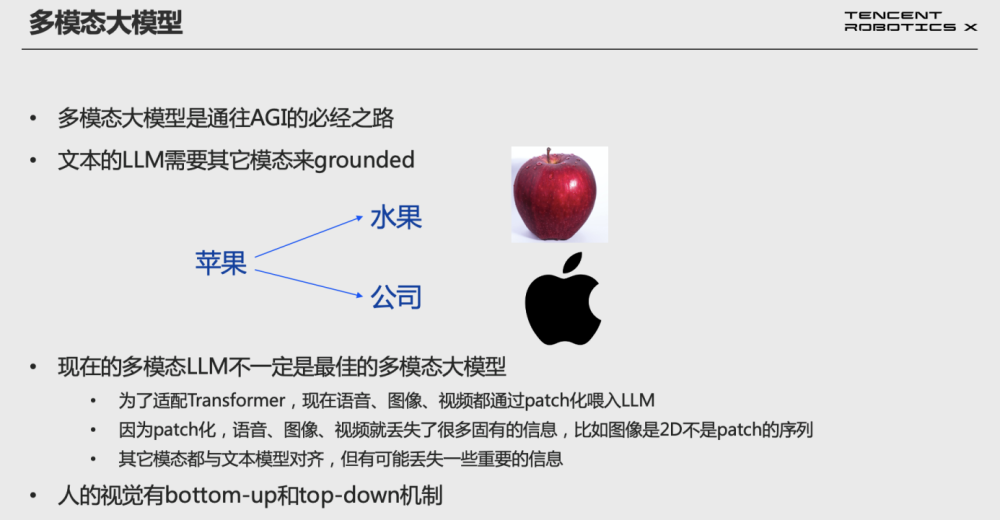 多模态大模型
TENCENT
ROBOTICS X
• 多模态大模型是通往AGI的必经之路
• 文本的LLM需要其它模态来grounded
水果
苹果
公司
• 现在的多模态LLM不一定是最佳的多模态大模型
• 为了适配Transformer，现在语音、图像、视频都通过patch化喂入LLM
• 因为patch化，语音、图像、视频就丢失了很多固有的信息，比如图像是2D不是patch的序列
• 其它模态都与文本模型对齐，但有可能丢失一些重要的信息
• 人的视觉有bottom-up和top-down机制